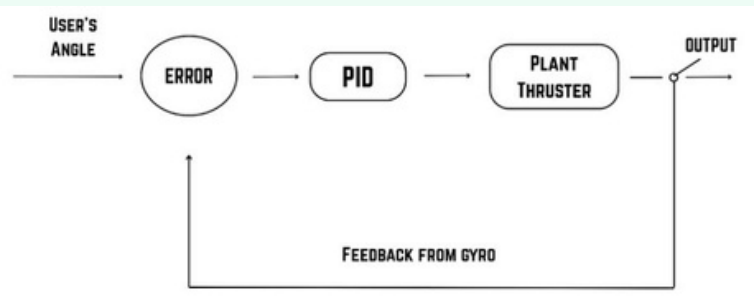 User's
Angle
ERROR
PID
Plant
Thruster
OUTPUT
Feedback from gyro